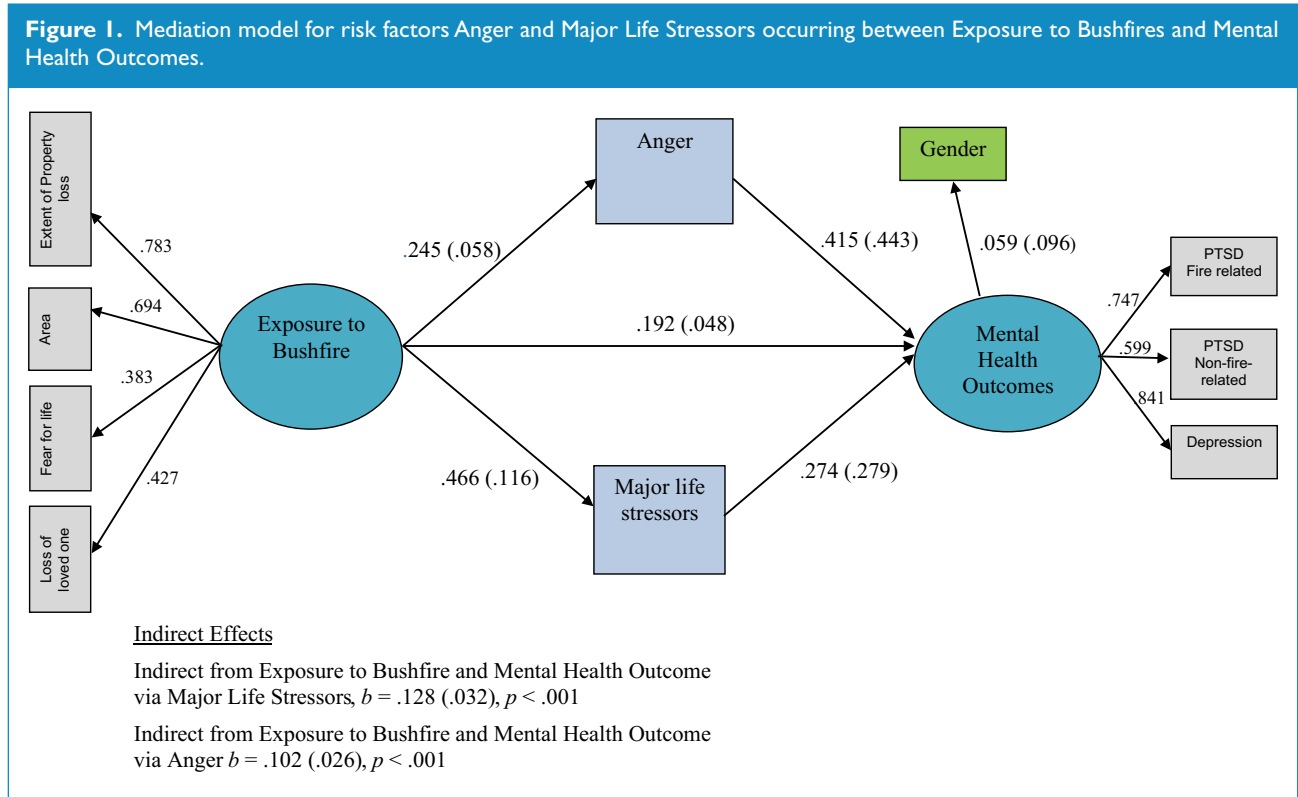 Figure 1. Mediation model for risk factors Anger and Major Life Stressors occurring between Exposure to Bushfires and Mental
Health Outcomes.
Extent of Property
loss
Area
Fear for life
Loss of
loved one
.783
.694
.383
.427
Exposure to
Bushfire
.245 (.058)
.192 (.048)
.466 (.116)
Anger
Major life
stressors
.415 (.443)
.274 (.279)
Gender
.059 (.096)
Mental
Health
Outcomes
.747
.599
.841
PTSD
Fire related
PTSD
Non-fire-
related
Depression
Indirect Effects
Indirect from Exposure to Bushfire and Mental Health Outcome
via Major Life Stressors, b = .128 (.032), p < .001
Indirect from Exposure to Bushfire and Mental Health Outcome
via Anger b = .102 (.026), p < .001